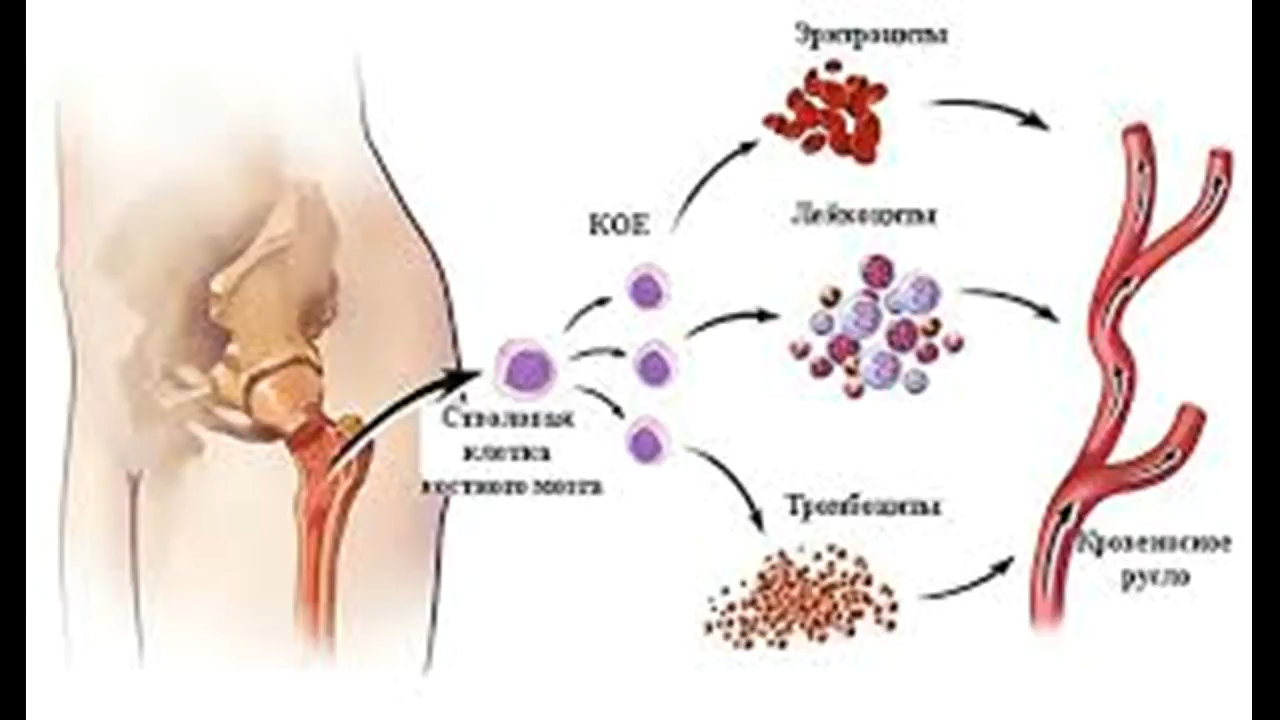 Эритроциты
КОЕ
Лейкоциты
Стволовая
клетка
костного мозга
Тромбоциты
Кровеносное
русло